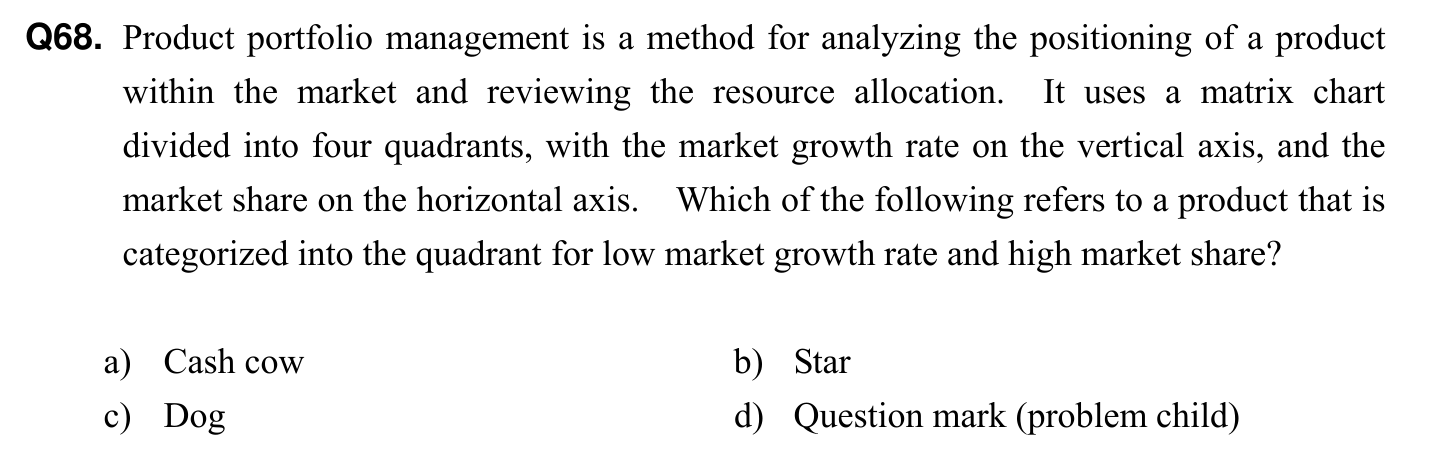 Q68. Product portfolio management is a method for analyzing the positioning of a product
within the market and reviewing the resource allocation. It uses a matrix chart
divided into four quadrants, with the market growth rate on the vertical axis, and the
market share on the horizontal axis. Which of the following refers to a product that is
categorized into the quadrant for low market growth rate and high market share?
a) Cash cow b) Star
c) Dog d) Question mark (problem child)